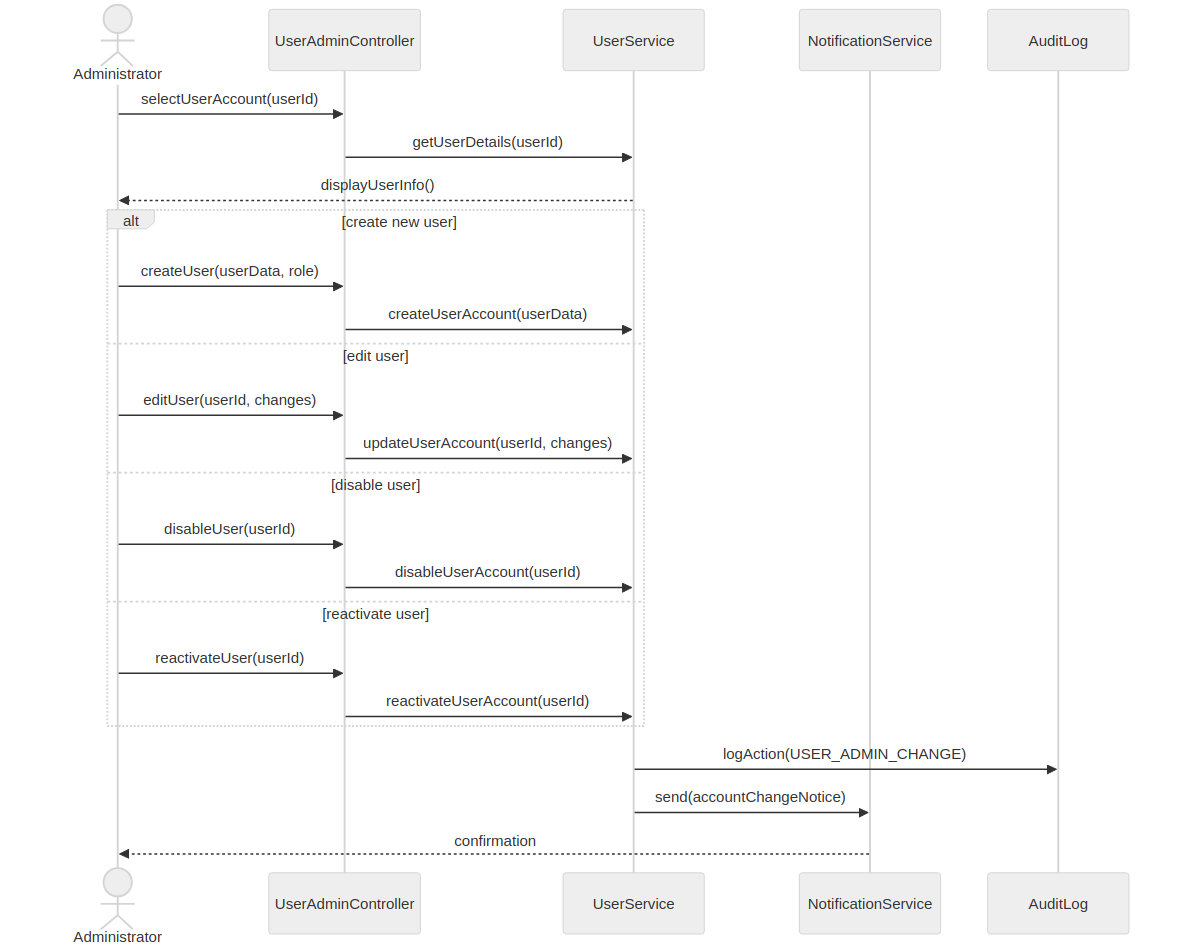 UserAdminController
UserService
NotificationService
AuditLog
Administrator
selectUserAccount(userId)
getUserDetails(userId)
displayUserInfo()
alt
[create new user]
createUser(userData, role)
createUserAccount(userData)
[edit user]
editUser(userId, changes)
updateUserAccount(userId, changes)
[disable user]
disableUser(userId)
disableUserAccount(userId)
[reactivate user]
reactivateUser(userId)
reactivateUserAccount(userId)
logAction(USER_ADMIN_CHANGE)
send(accountChangeNotice)
confirmation
UserAdminController
UserService
NotificationService
AuditLog
Administrator